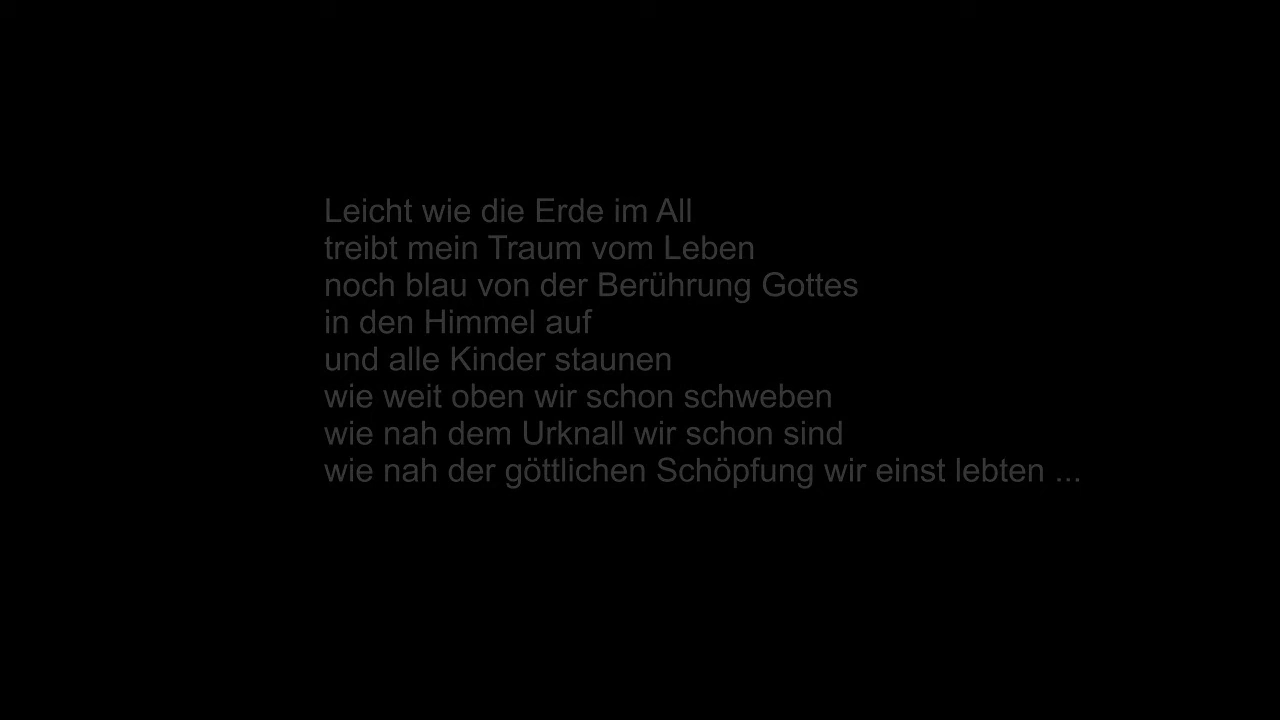 Leicht wie die Erde im All
treibt mein Traum vom Leben
noch blau von der Berührung Gottes
in den Himmel auf
und alle Kinder staunen
wie weit oben wir schon schweben
wie nah dem Urknall wir schon sind
wie nah der göttlichen Schöpfung wir einst lebten ...